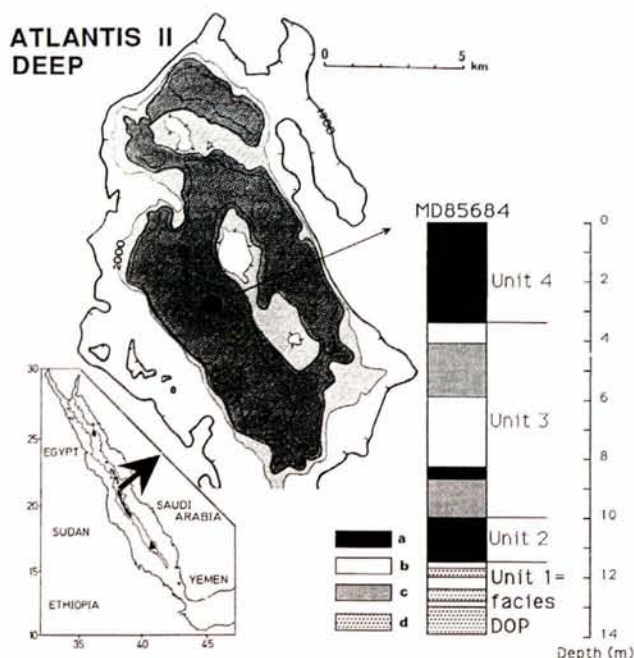 ATLANTIS II
DEEP
0 5
km
1900
2000
MD85684
0
2
4
6
8
10
12
14
Depth (m)
Unit 4
Unit 3
Unit 2
Unit 1=
facies
DOP
a
b
c
d
30
25
20
15
10
35 40 45
EGYPT
SAUDI
ARABIA
SUDAN
YEMEN
ETHIOPIA